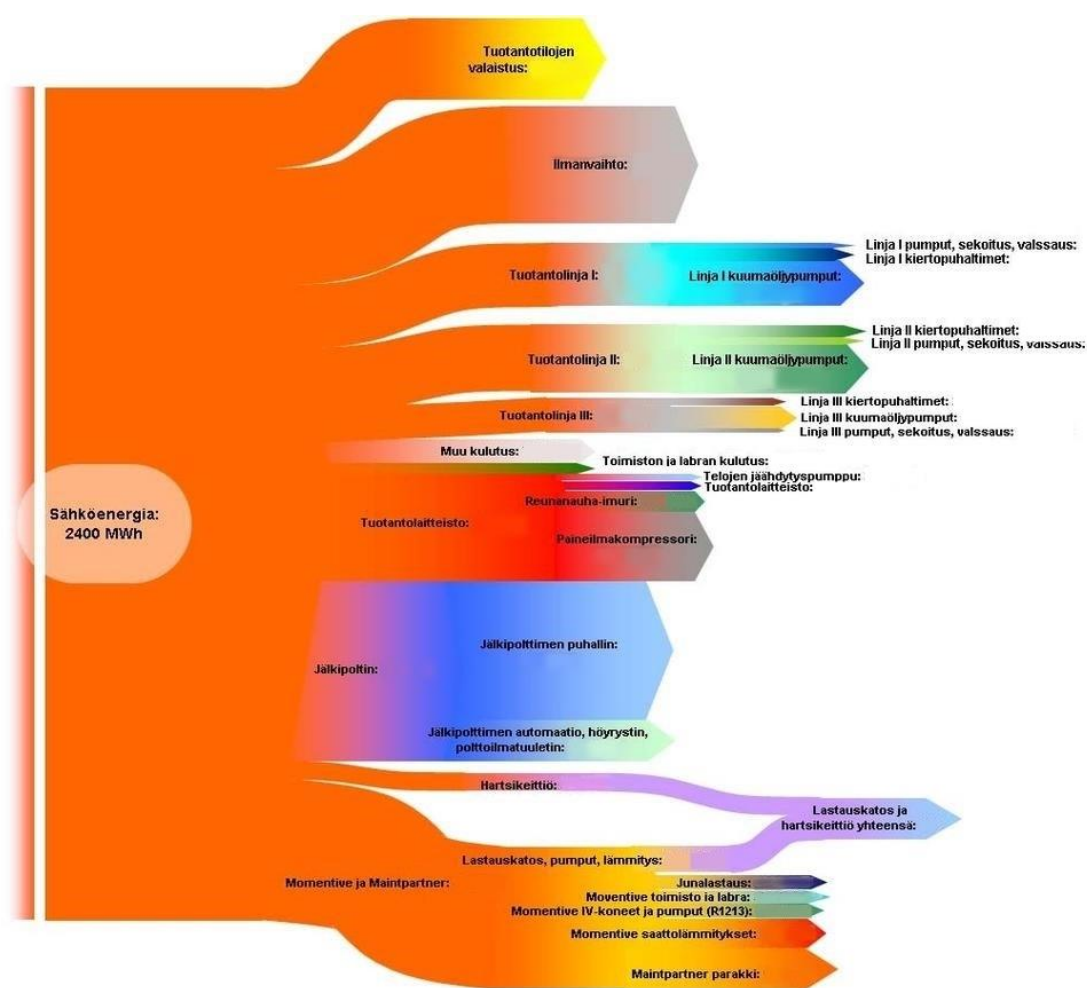 Tuotantotilojen
valaistus:
Ilmanvaihto:
Linja I pumput, sekoitus, valssaus:
Linja I kiertopuhaltimet:
Tuotantolinja I:
Linja I kuumaöljypumput:
Linja II kiertopuhaltimet:
Linja II pumput, sekoitus, valssaus:
Tuotantolinja II:
Linja II kuumaöljypumput:
Linja III kiertopuhaltimet:
Tuotantolinja III:
Linja III kuumaöljypumput:
Linja III pumput, sekoitus, valssaus:
Muu kulutus:
Toimiston ja labran kulutus:
Telojen jäähdytyspumppu:
Tuotantolaitteisto:
Reunanauha-imuri:
Sähköenergia:
2400 MWh
Tuotantolaitteisto:
Paineilmakompressori:
Jälkipolttimen puhallin:
Jälkipoltin:
Jälkipolttimen automaatio, höyrystin,
polttoilmatuuletin:
Hartsikeittiö:
Lastauskatos ja
hartsikeittiö yhteensä:
Lastauskatos, pumput, lämmitys:
Momentive ja Maintpartner:
Junalastaus:
Moventive toimisto ja labra:
Momentive IV-koneet ja pumput (R1213):
Momentive saattolämmitykset:
Maintpartner parakki: